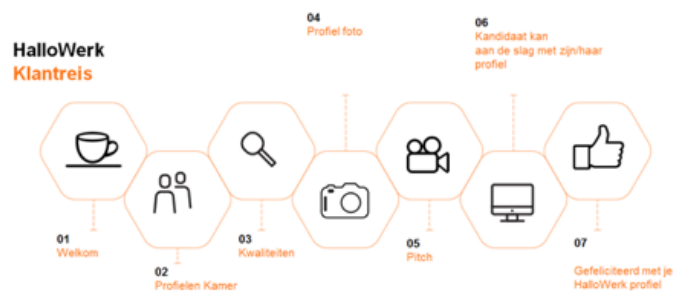 HalloWerk
Klantreis
01
Welkom
02
Profielen Kamer
03
Kwaliteiten
04
Profiel foto
05
Pitch
06
Kandidaat kan
aan de slag met zijn/haar
profiel
07
Gefeliciteerd met je
HalloWerk profiel